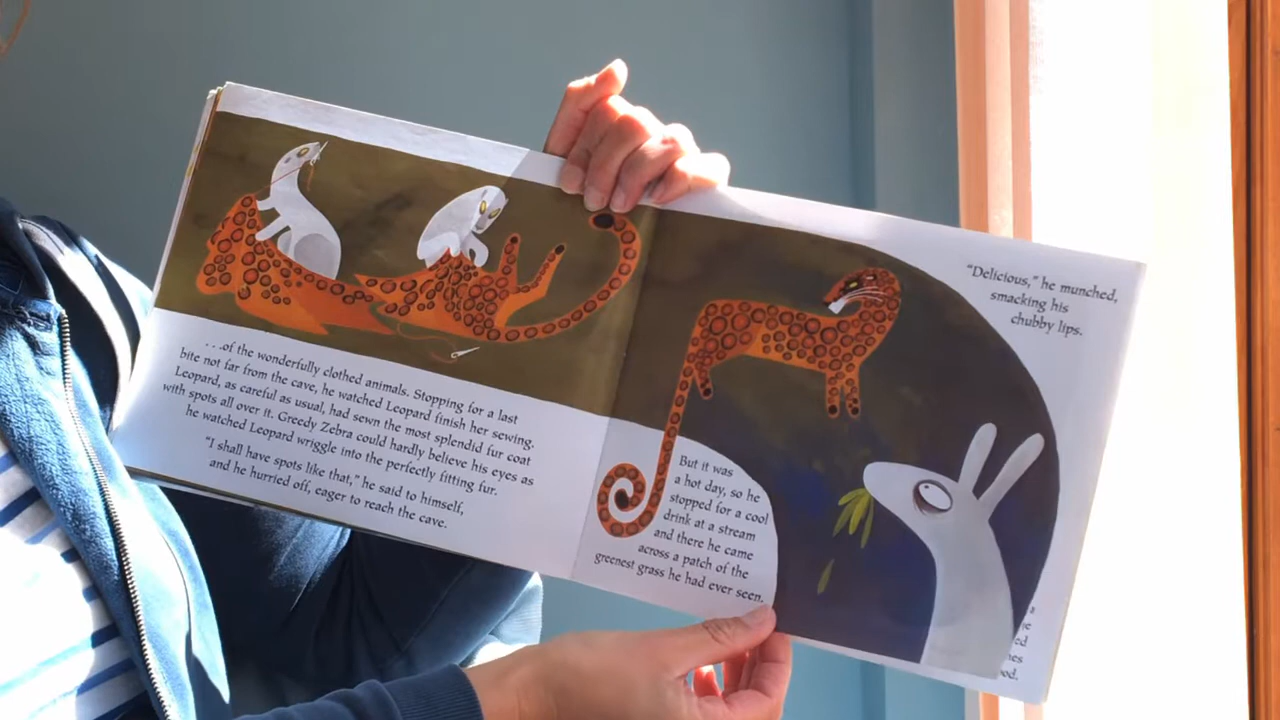 . . .of the wonderfully clothed animals. Stopping for a last
bite not far from the cave, he watched Leopard finish her sewing.
Leopard, as careful as usual, had sewn the most splendid fur coat
with spots all over it. Greedy Zebra could hardly believe his eyes as
he watched Leopard wriggle into the perfectly fitting fur.
"I shall have spots like that," he said to himself,
and he hurried off, eager to reach the cave.
But it was
a hot day, so he
stopped for a cool
drink at a stream
and there he came
across a patch of the
greenest grass he had ever seen.
"Delicious," he munched,
smacking his
chubby lips.